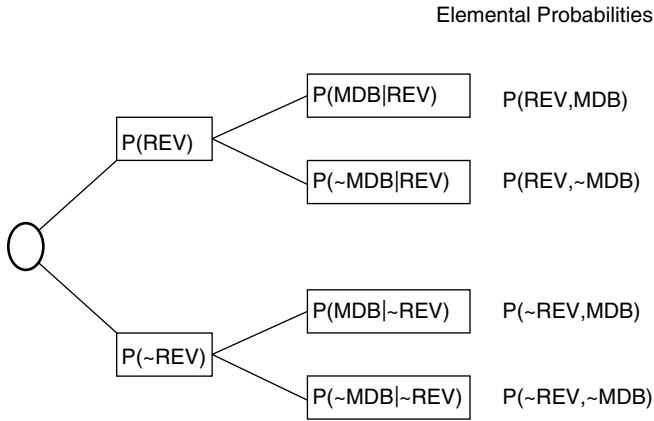 Elemental Probabilities
P(MDB|REV) P(REV,MDB)
P(REV)
P(~MDB|REV) P(REV,~MDB)
P(MDB|~REV) P(~REV,MDB)
P(~REV)
P(~MDB|~REV) P(~REV,~MDB)